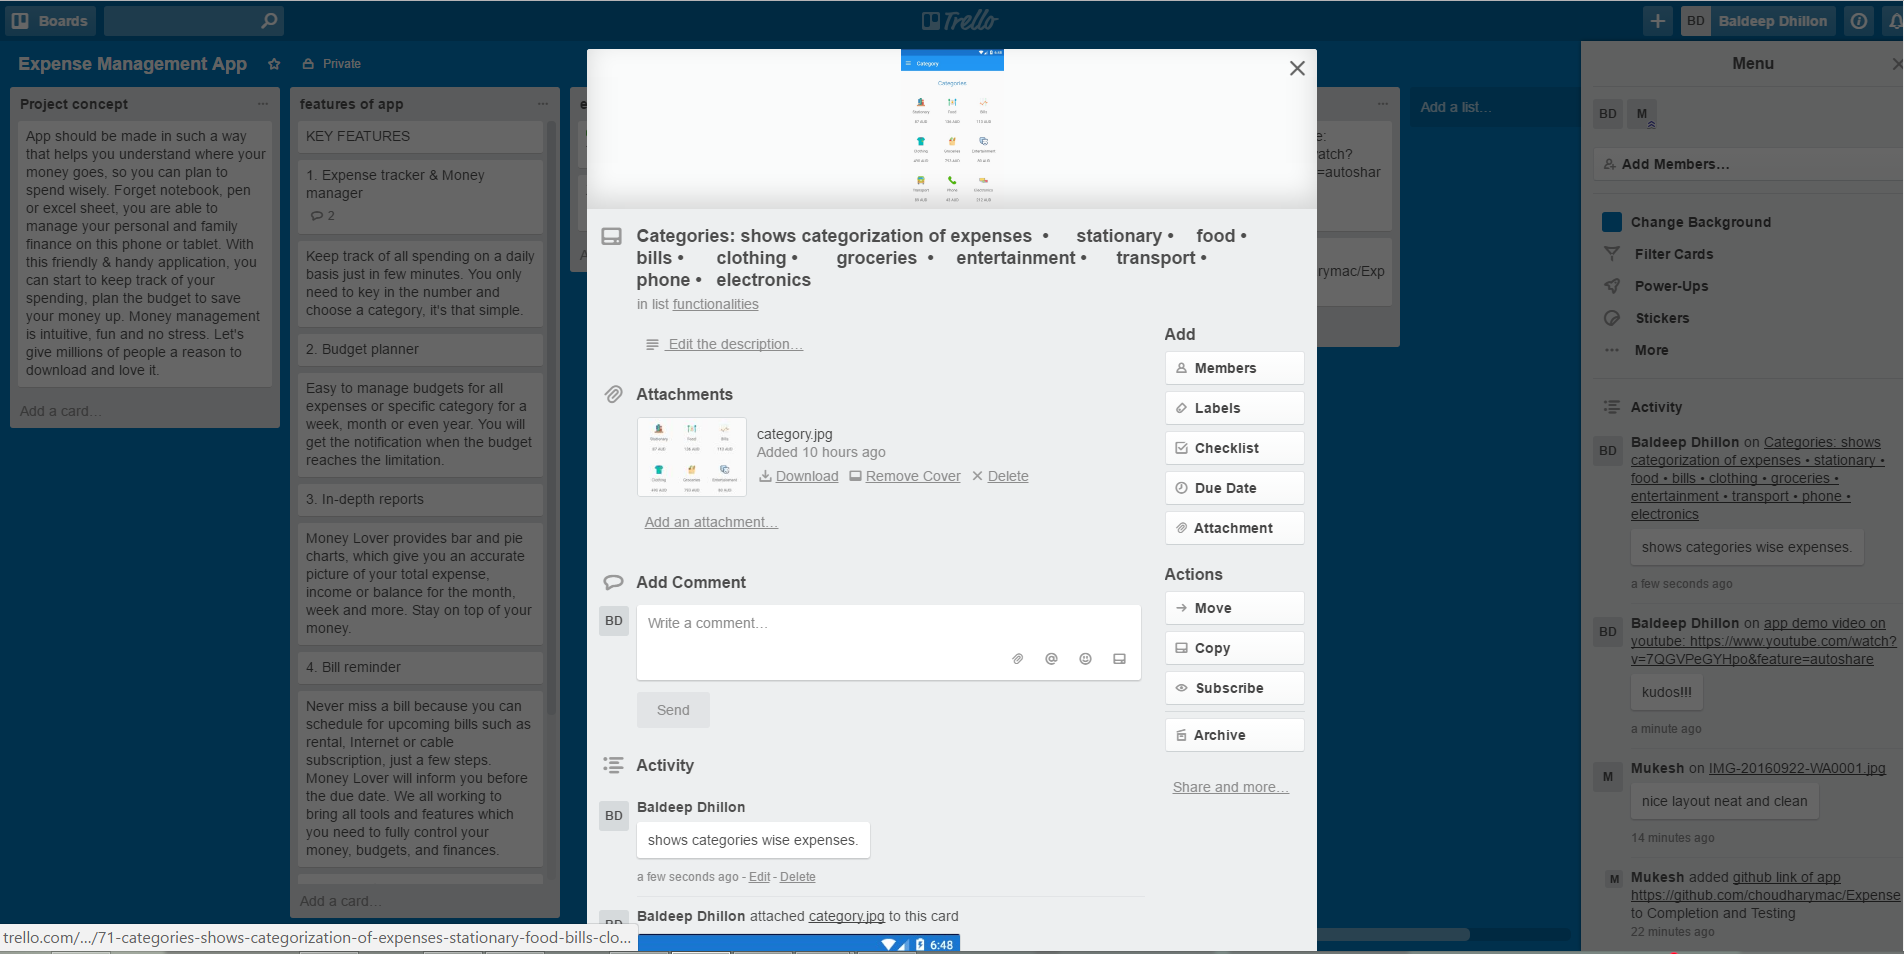 Boards
Trello
BD Baldeep Dhillon
Expense Management App
Private
Project concept
App should be made in such a way
that helps you understand where your
money goes, so you can plan to
spend wisely. Forget notebook, pen
or excel sheet, you are able to
manage your personal and family
finance on this phone or tablet. With
this friendly & handy application, you
can start to keep track of your
spending, plan the budget to save
your money up. Money management
is intuitive, fun and no stress. Let's
give millions of people a reason to
download and love it.
Add a card...
features of app
KEY FEATURES
1. Expense tracker & Money
manager
2
Keep track of all spending on a daily
basis just in few minutes. You only
need to key in the number and
choose a category, it's that simple.
2. Budget planner
Easy to manage budgets for all
expenses or specific category for a
week, month or even year. You will
get the notification when the budget
reaches the limitation.
3. In-depth reports
Money Lover provides bar and pie
charts, which give you an accurate
picture of your total expense,
income or balance for the month,
week and more. Stay on top of your
money.
4. Bill reminder
Never miss a bill because you can
schedule for upcoming bills such as
rental, Internet or cable
subscription, just a few steps.
Money Lover will inform you before
the due date. We all working to
bring all tools and features which
you need to fully control your
money, budgets, and finances.
Add a card...
trello.com/.../71-categories-shows-categorization-of-expenses-stationary-food-bills-clo...
Category
Categories
Stationary Food Bills
Clothing Groceries Entertainment
Transport Phone Electronics
Categories: shows categorization of expenses • stationary • food •
bills • clothing • groceries • entertainment • transport •
phone • electronics
in list functionalities
Edit the description...
Attachments
Stationary Food Bills
Clothing Groceries Entertainment
category.jpg
Added 10 hours ago
Download Remove Cover Delete
Add an attachment...
Add Comment
BD
Write a comment...
Send
Activity
BD
Baldeep Dhillon
shows categories wise expenses.
a few seconds ago - Edit - Delete
BD
Baldeep Dhillon attached category.jpg to this card
6:48
Add
Members
Labels
Checklist
Due Date
Attachment
Actions
Move
Copy
Subscribe
Archive
Share and more...
e:
vatch?
=autoshar
rymac/Exp
Add a list...
Menu
BD M
Add Members...
Change Background
Filter Cards
Power-Ups
Stickers
More
Activity
BD
Baldeep Dhillon on Categories: shows
categorization of expenses • stationary •
food • bills • clothing • groceries •
entertainment • transport • phone •
electronics
shows categories wise expenses.
a few seconds ago
BD
Baldeep Dhillon on app demo video on
youtube: https://www.youtube.com/watch?
v=7QGVPeGYHpo&feature=autoshare
kudos!!!
a minute ago
M
Mukesh on IMG-20160922-WA0001.jpg
nice layout neat and clean
14 minutes ago
M
Mukesh added github link of app
https://github.com/choudharymac/Expense
to Completion and Testing
22 minutes ago